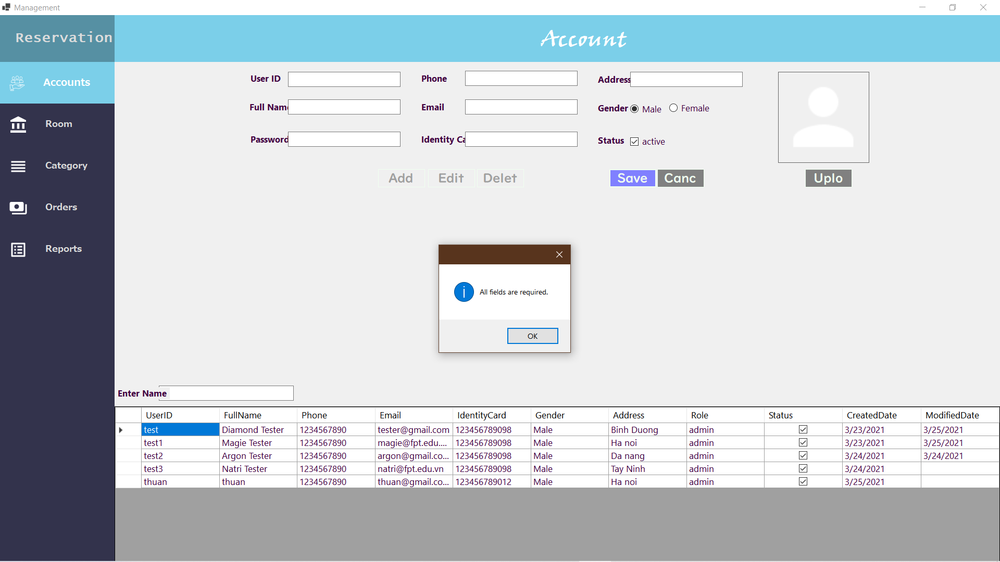 Management
Reservation
Account
Accounts
Room
Category
Orders
Reports
User ID
Phone
Address
Full Nam
Email
Gender Male Female
Password
Identity Ca
Status active
Add Edit Delet Save Canc Uplo
All fields are required.
OK
Enter Name
UserID FullName Phone Email IdentityCard Gender Address Role Status CreatedDate ModifiedDate
test Diamond Tester 1234567890 tester@gmail.com 123456789098 Male Binh Duong admin 3/23/2021 3/25/2021
test1 Magie Tester 1234567890 magie@fpt.edu.... 123456789098 Male Ha noi admin 3/23/2021 3/25/2021
test2 Argon Tester 1234567890 argon@gmail.co... 123456789098 Male Da nang admin 3/24/2021 3/24/2021
test3 Natri Tester 1234567890 natri@fpt.edu.vn 123456789098 Male Tay Ninh admin 3/24/2021
thuan thuan 1234567890 thuan@gmail.co... 123456789012 Male Ha noi admin 3/25/2021